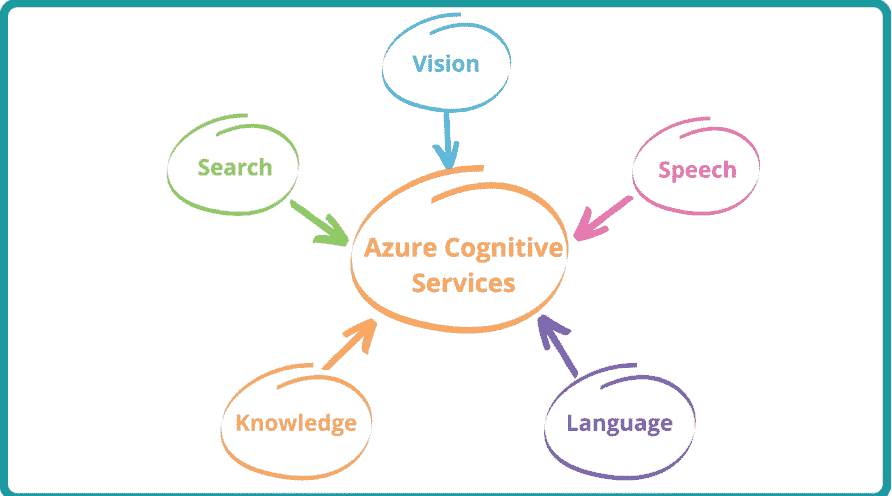 Vision
Search
Speech
Azure Cognitive
Services
Knowledge
Language